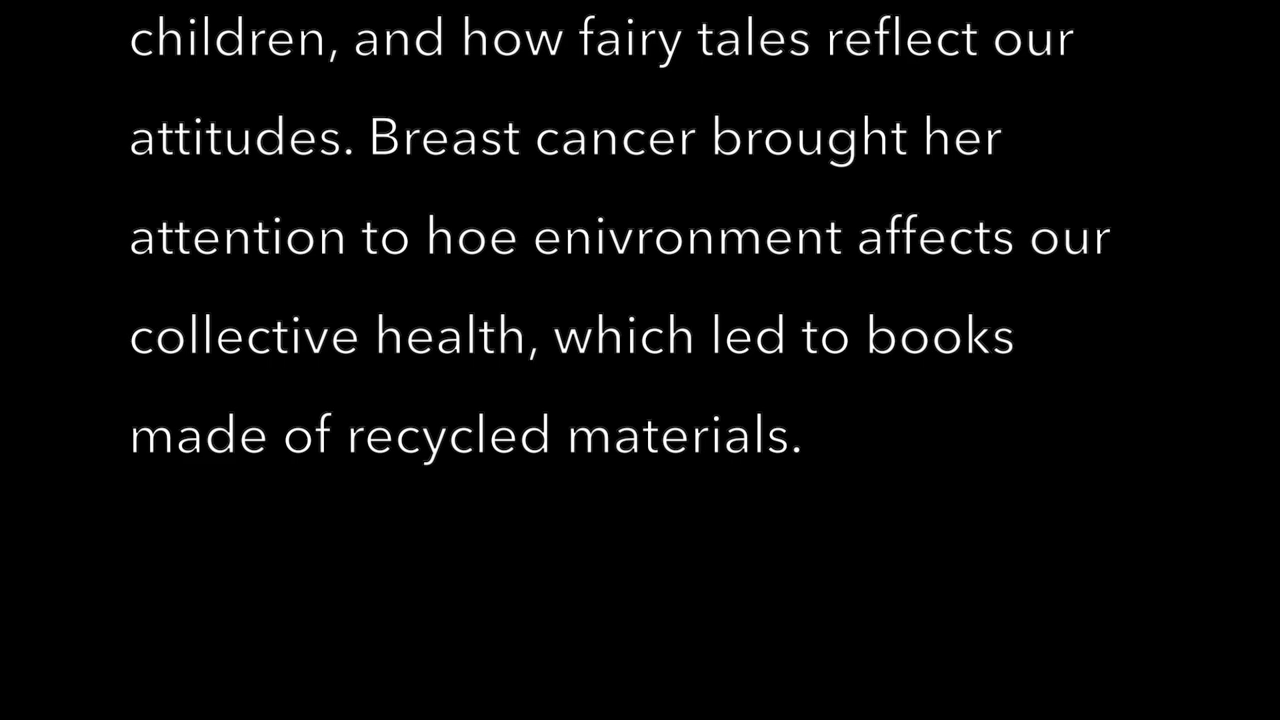 children, and how fairy tales reflect our
attitudes. Breast cancer brought her
attention to hoe enivronment affects our
collective health, which led to books
made of recycled materials.